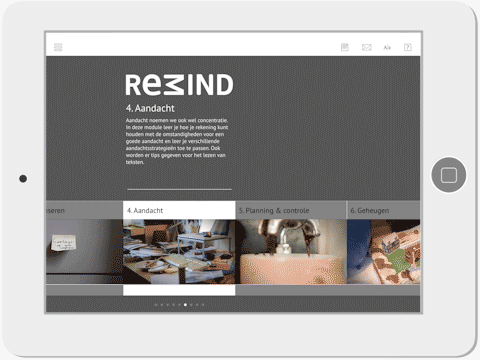 A|a
?
ReMIND
4. Aandacht
Aandacht noemen we ook wel concentratie.
In deze module leer je hoe je rekening kunt
houden met de omstandigheden voor een
goede aandacht en leer je verschillende
aandachtsstrategieën toe te passen. Ook
worden er tips gegeven voor het lezen van
teksten.
seren
4. Aandacht
5. Planning & controle
6. Geheugen